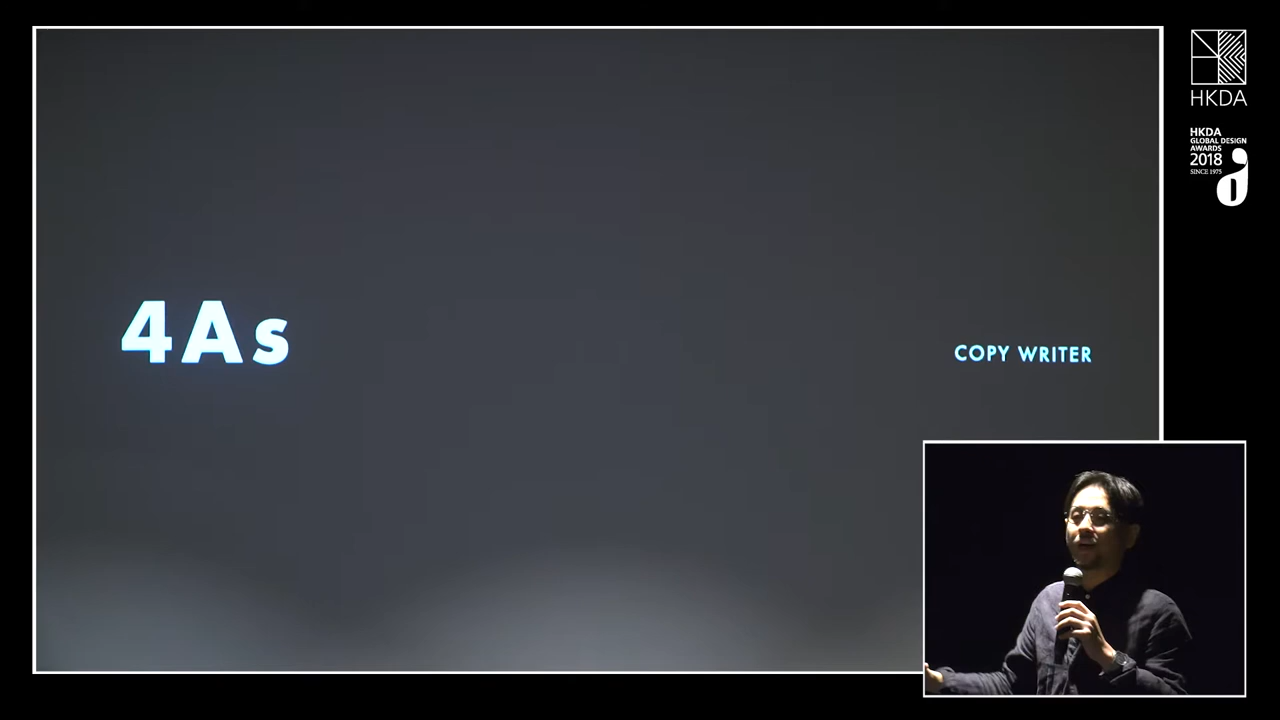 4As
COPY WRITER
HKDA
HKDA
GLOBAL DESIGN
AWARDS
2018
SINCE 1975